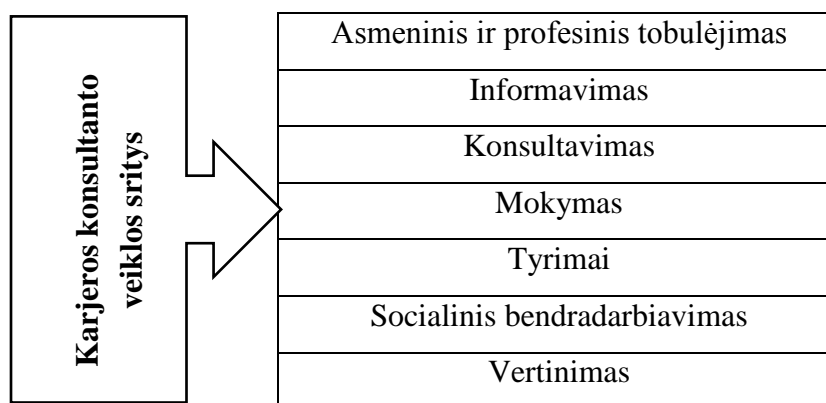 Karjeros konsultanto
veiklos sritys
Asmeninis ir profesinis tobulėjimas
Informavimas
Konsultavimas
Mokymas
Tyrimai
Socialinis bendradarbiavimas
Vertinimas